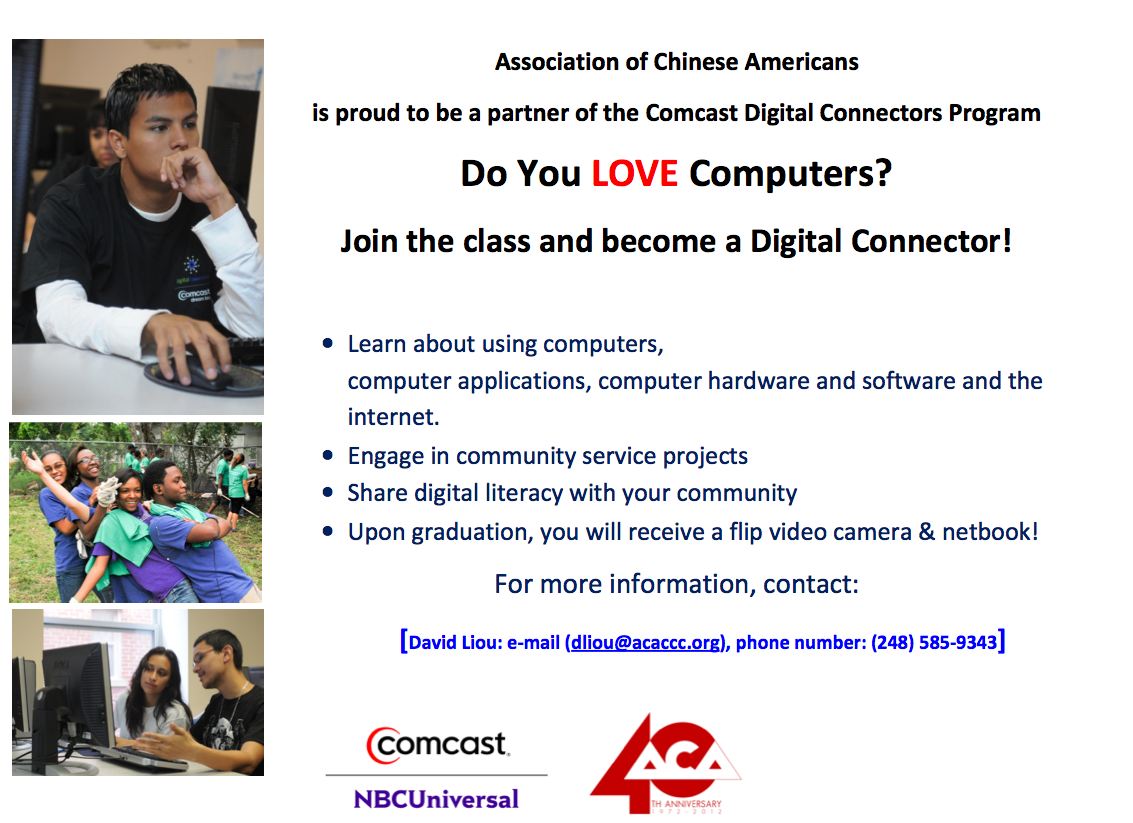 Association of Chinese Americans
is proud to be a partner of the Comcast Digital Connectors Program
Do You LOVE Computers?
Join the class and become a Digital Connector!
• Learn about using computers,
computer applications, computer hardware and software and the
internet.
• Engage in community service projects
• Share digital literacy with your community
• Upon graduation, you will receive a flip video camera & netbook!
For more information, contact:
[David Liou: e-mail (dliou@acaccc.org), phone number: (248) 585-9343]
comcast
DELL
comcast.
NBCUniversal
40 ACA
TH ANNIVERSARY
1972-2012